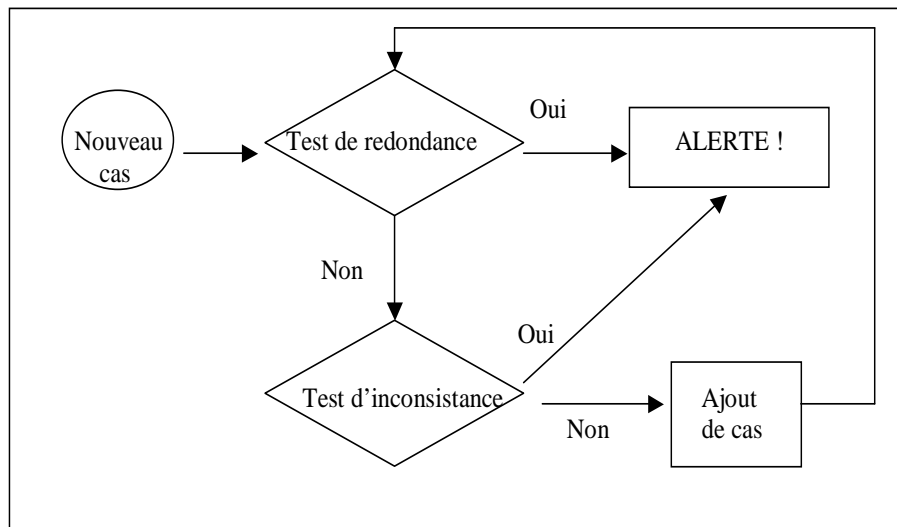 Oui
Nouveau
cas
Test de redondance
ALERTE !
Non
Oui
Test d'inconsistance
Non
Ajout
de cas